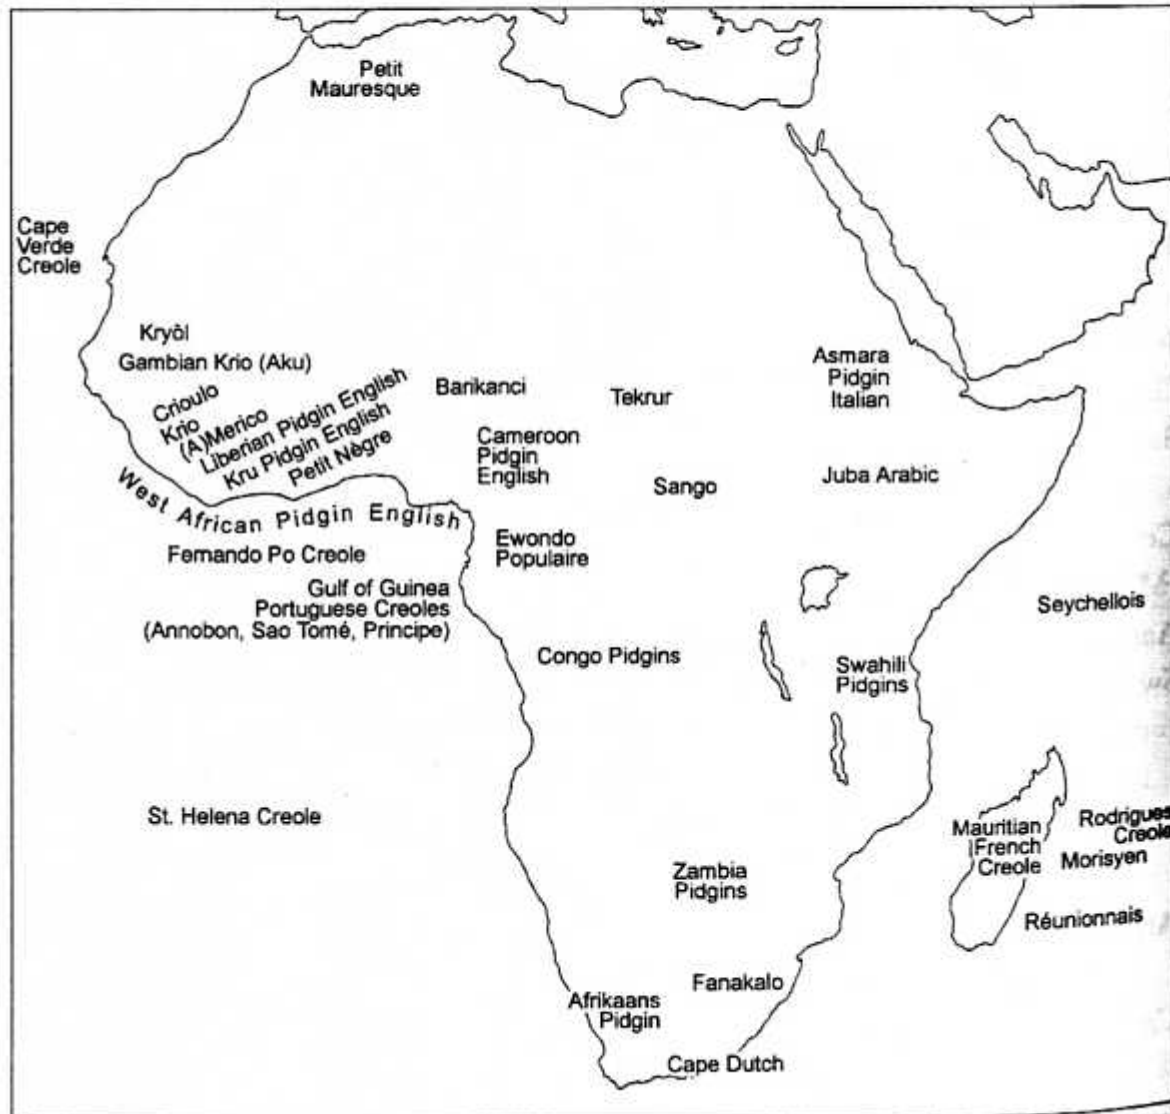 Petit
Mauresque
Cape
Verde
Creole
Kryôl
Gambian Krio (Aku)
Crioulo
Krio
(A)Merico
Liberian Pidgin English
Kru Pidgin English
Petit Nègre
West African Pidgin English
Barikanci
Tekrur
Asmara
Pidgin
Italian
Cameroon
Pidgin
English
Sango
Juba Arabic
Fernando Po Creole
Ewondo
Populaire
Gulf of Guinea
Portuguese Creoles
(Annobon, Sao Tomé, Principe)
Seychellois
Congo Pidgins
Swahili
Pidgins
St. Helena Creole
Mauritian
French
Creole
Rodrigues
Creole
Morisyen
Zambia
Pidgins
Réunionnais
Fanakalo
Afrikaans
Pidgin
Cape Dutch